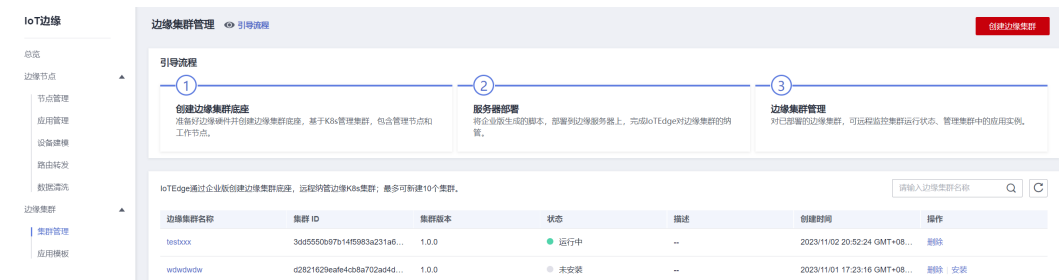 IoT边缘
总览
边缘节点
节点管理
应用管理
设备建模
路由转发
数据清洗
边缘集群
集群管理
应用模板
边缘集群管理 引导流程 创建边缘集群
引导流程
1 2 3
创建边缘集群底座
准备好边缘硬件并创建边缘集群底座，基于K8s管理集群，包含管理节点和
工作节点。
服务器部署
将企业版生成的脚本，部署到边缘服务器上，完成IoTEdge对边缘集群的纳
管。
边缘集群管理
对已部署的边缘集群，可远程监控集群运行状态、管理集群中的应用实例。
IoTEdge通过企业版创建边缘集群底座，远程纳管边缘K8s集群；最多可新建10个集群。 请输入边缘集群名称
边缘集群名称 集群 ID 集群版本 状态 描述 创建时间 操作
testxxx 3dd5550b97b14f5983a231a6... 1.0.0 运行中 -- 2023/11/02 20:52:24 GMT+08... 删除
wdwdwdw d2821629eafe4cb8a702ad4d... 1.0.0 未安装 -- 2023/11/01 17:23:16 GMT+08... 删除 | 安装